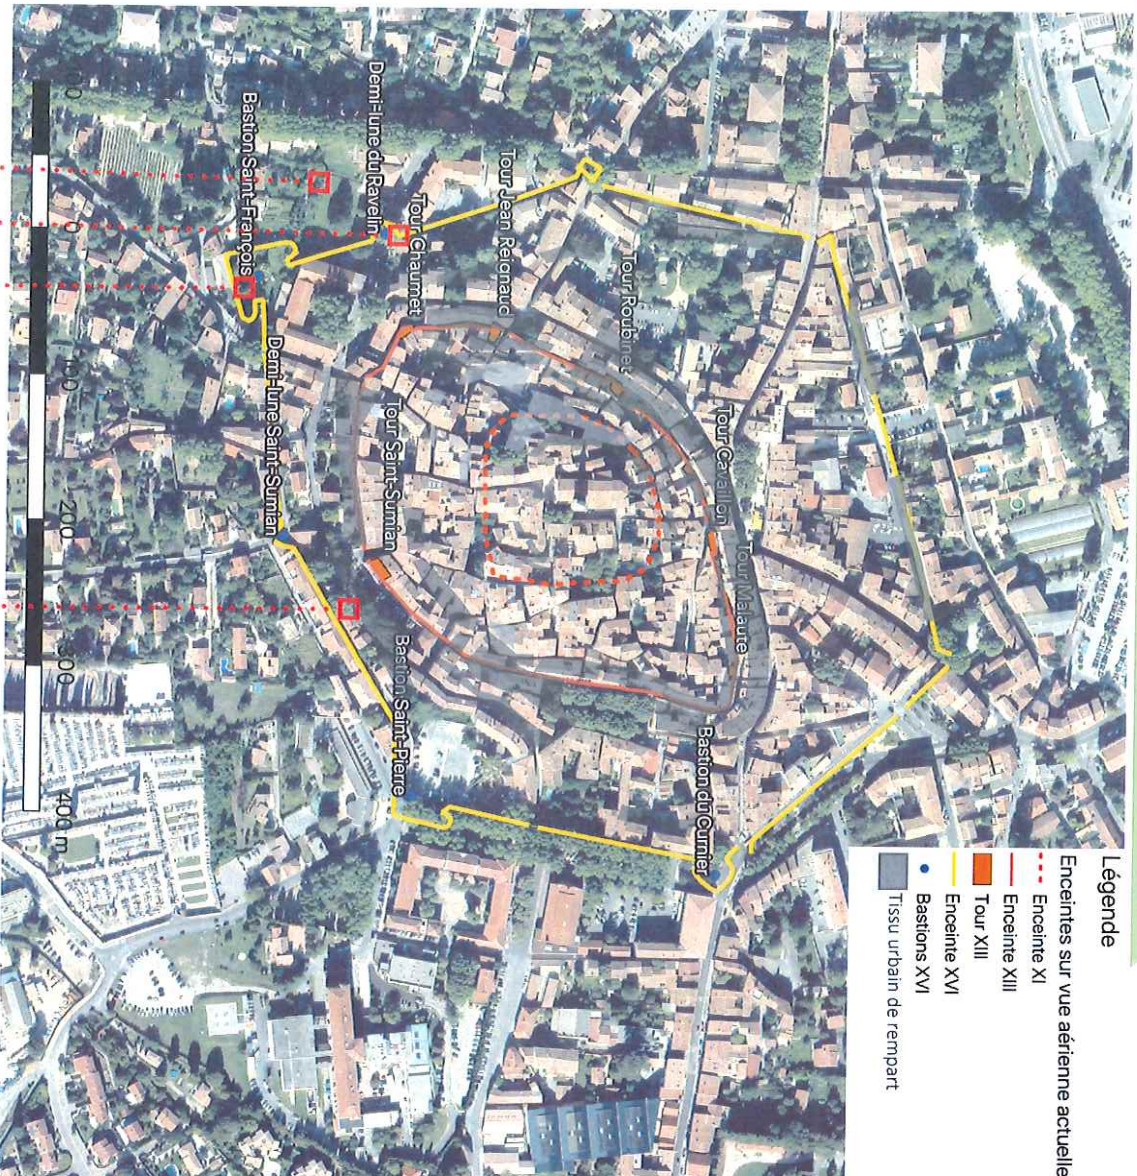 Légende
Enceintes sur vue aérienne actuelle
Enceinte XI
Enceinte XIII
Tour XIII
Enceinte XVI
Bastions XVI
Tissu urbain de rempart
Tour Malaute
Tour Cavaillon
Bastion du Curnier
Tour Roubinet
Tour Jean Reignaud
Tour Chaumet
Tour Saint-Sumian
Bastion Saint-Pierre
Demi-lune du Ravelin
Demi-lune Saint-Sumian
Bastion Saint-François
0 100 200 300 400 m